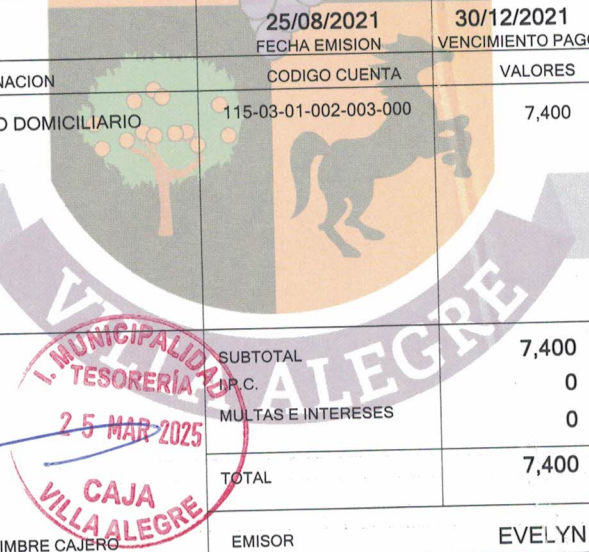 25/08/2021 30/12/2021
FECHA EMISION VENCIMIENTO PAGO
NACION CODIGO CUENTA VALORES
O DOMICILIARIO 115-03-01-002-003-000 7,400
VILLA ALEGRE
SUBTOTAL 7,400
I.P.C. 0
MULTAS E INTERESES 0
TOTAL 7,400
I. MUNICIPALIDAD
TESORERÍA
25 MAR 2025
CAJA
VILLA ALEGRE
IMBRE CAJERO EMISOR EVELYN